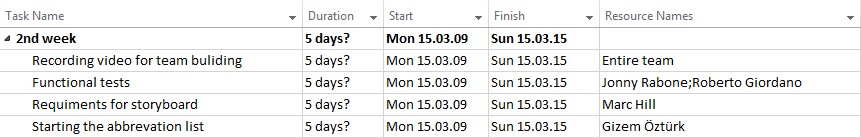 Task Name Duration Start Finish Resource Names
2nd week 5 days? Mon 15.03.09 Sun 15.03.15
Recording video for team buliding 5 days? Mon 15.03.09 Sun 15.03.15 Entire team
Functional tests 5 days? Mon 15.03.09 Sun 15.03.15 Jonny Rabone;Roberto Giordano
Requiments for storyboard 5 days? Mon 15.03.09 Sun 15.03.15 Marc Hill
Starting the abbrevation list 5 days? Mon 15.03.09 Sun 15.03.15 Gizem Öztürk